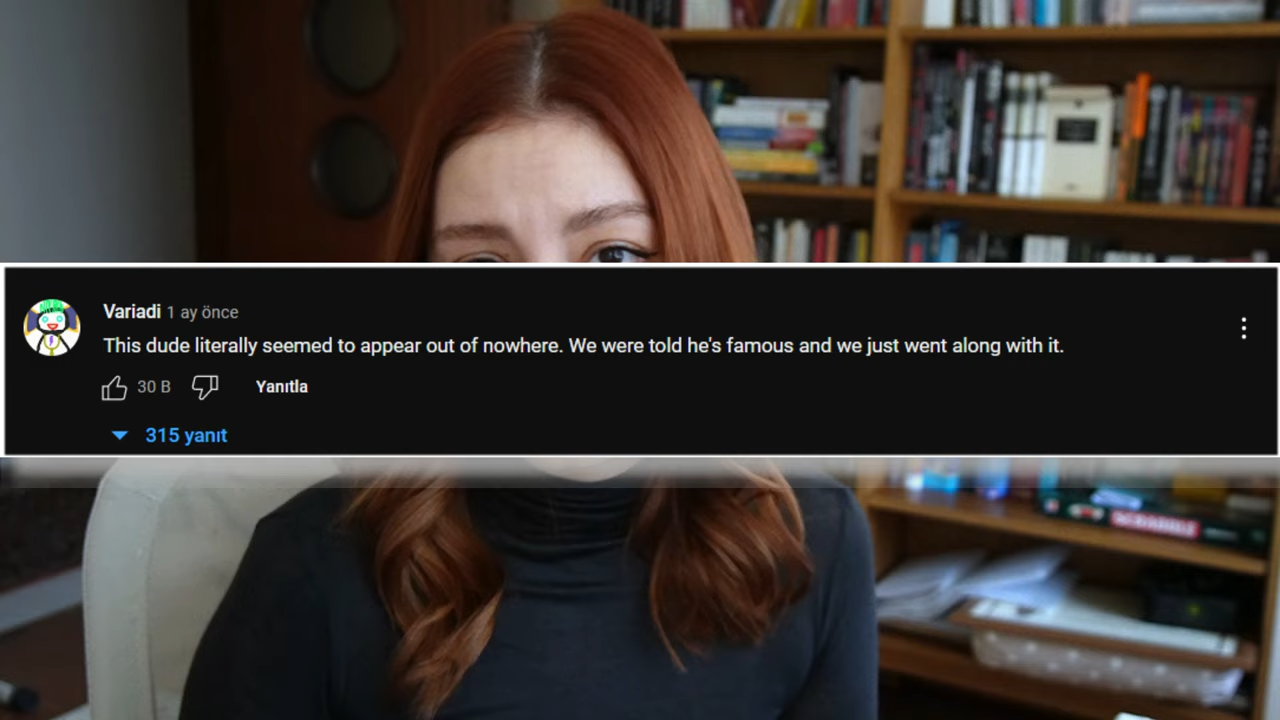 Variadi 1 ay önce
This dude literally seemed to appear out of nowhere. We were told he's famous and we just went along with it.
30 B Yanıtla
315 yanıt
SCRABBLE